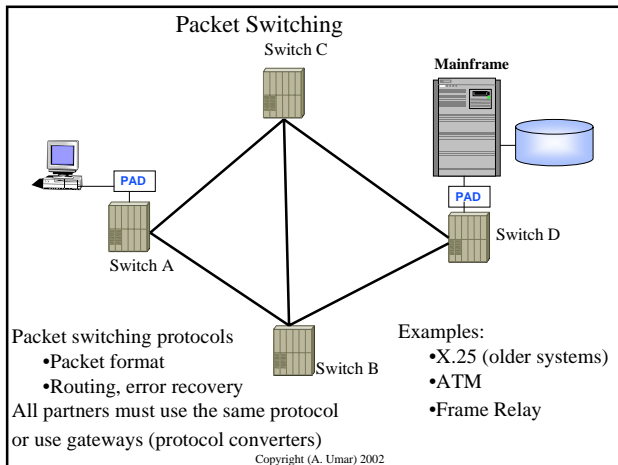 Packet Switching
Switch C
Mainframe
PAD
PAD
Switch D
Switch A
Switch B
Packet switching protocols
•Packet format
•Routing, error recovery
All partners must use the same protocol
or use gateways (protocol converters)
Examples:
•X.25 (older systems)
•ATM
•Frame Relay
Copyright (A. Umar) 2002